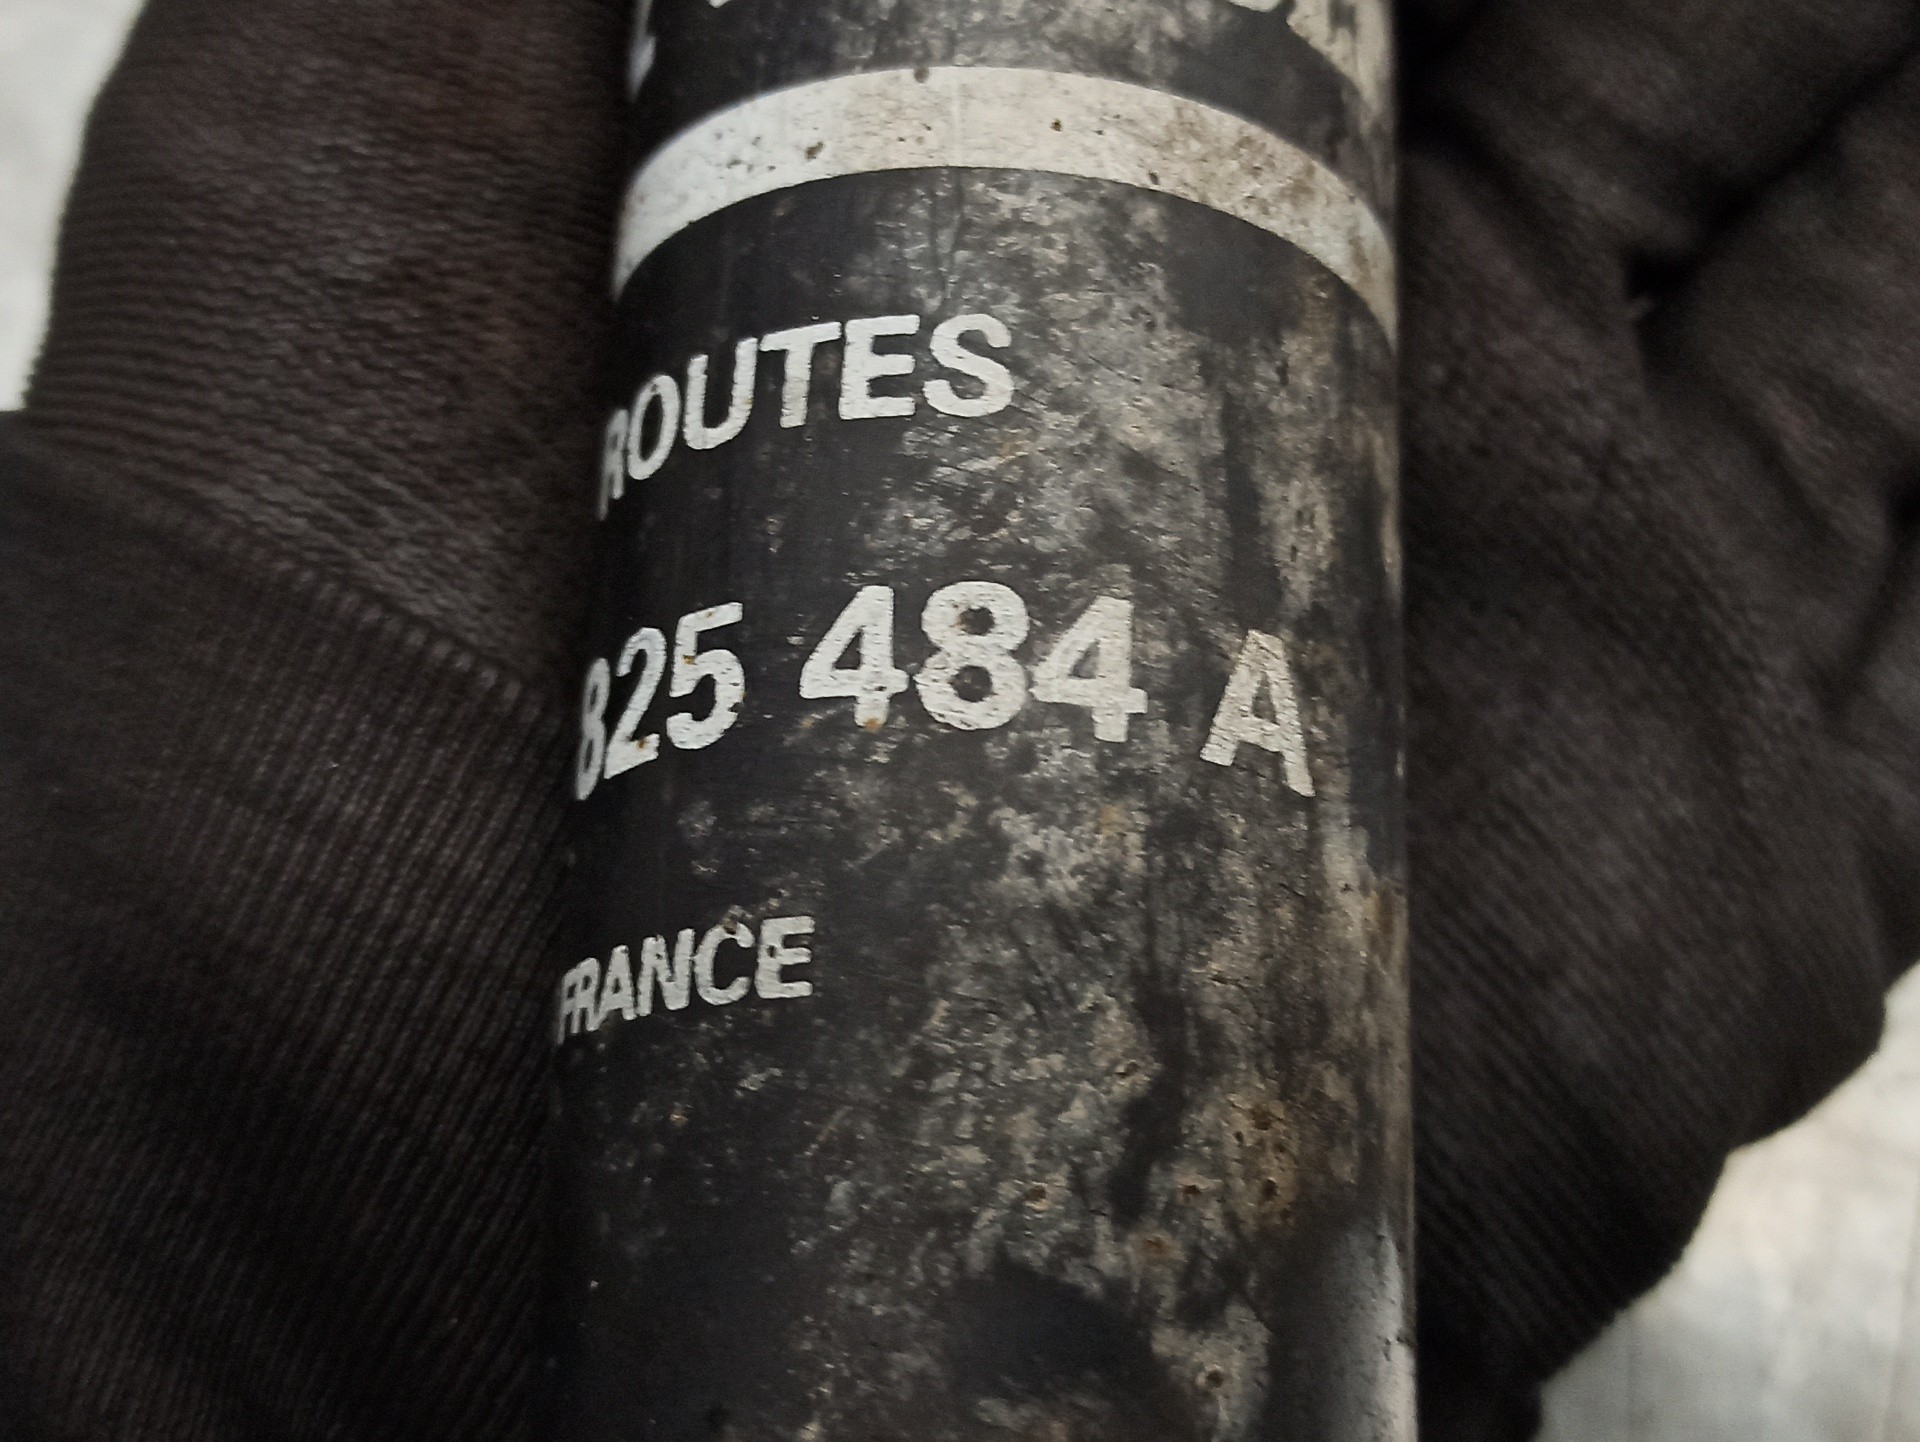 ROUTES
825 484 A
FRANCE